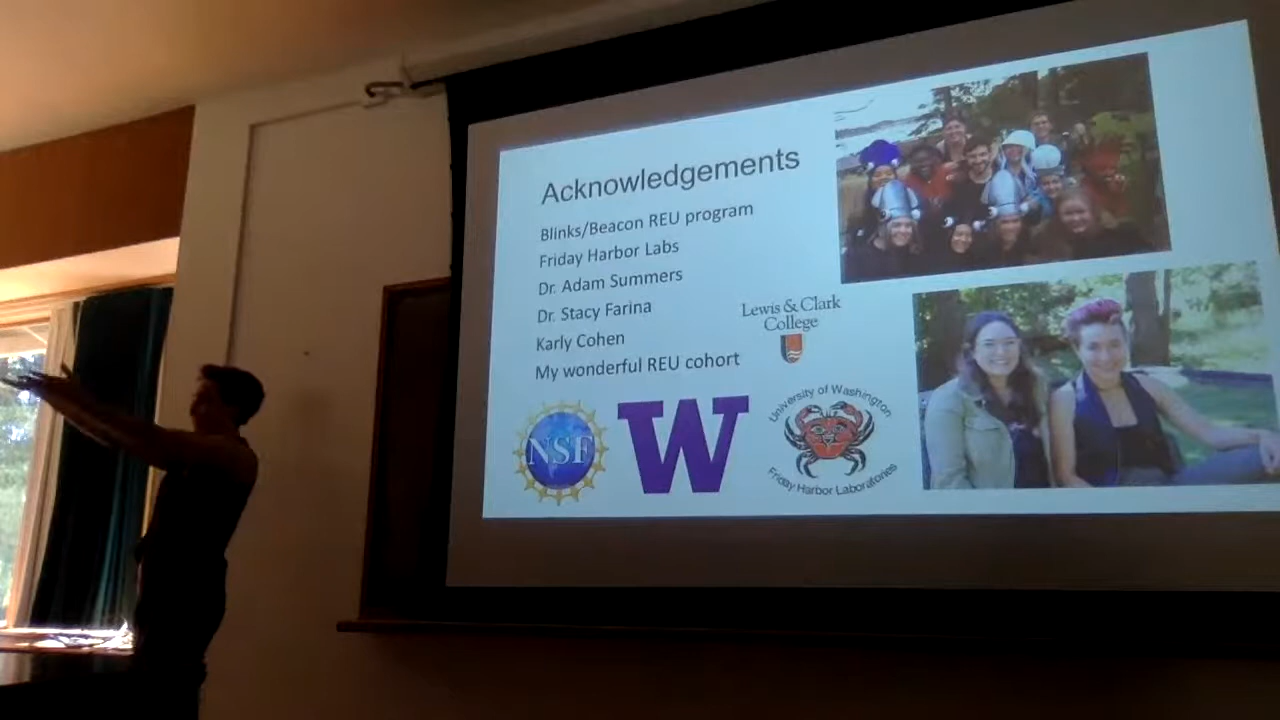 Acknowledgements
Blinks/Beacon REU program
Friday Harbor Labs
Dr. Adam Summers
Dr. Stacy Farina
Karly Cohen
My wonderful REU cohort
Lewis & Clark
College
NSF
W
University of Washington
Friday Harbor Laboratories